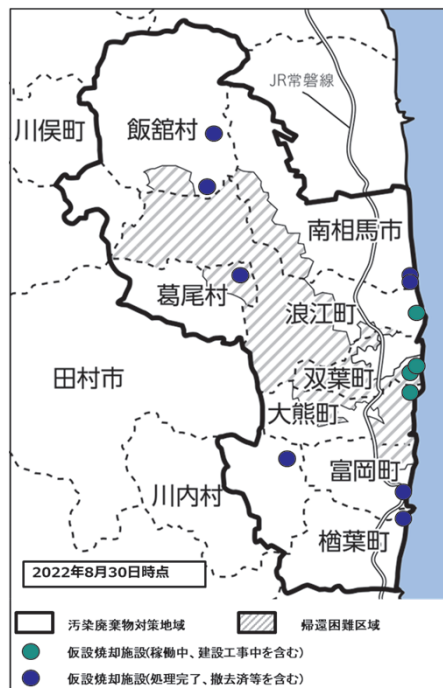 JR常磐線
川俣町
飯舘村
南相馬市
葛尾村
浪江町
田村市
双葉町
大熊町
富岡町
川内村
楢葉町
2022年8月30日時点
汚染廃棄物対策地域
帰還困難区域
仮設焼却施設(稼働中、建設工事中を含む)
仮設焼却施設(処理完了、撤去済等を含む)